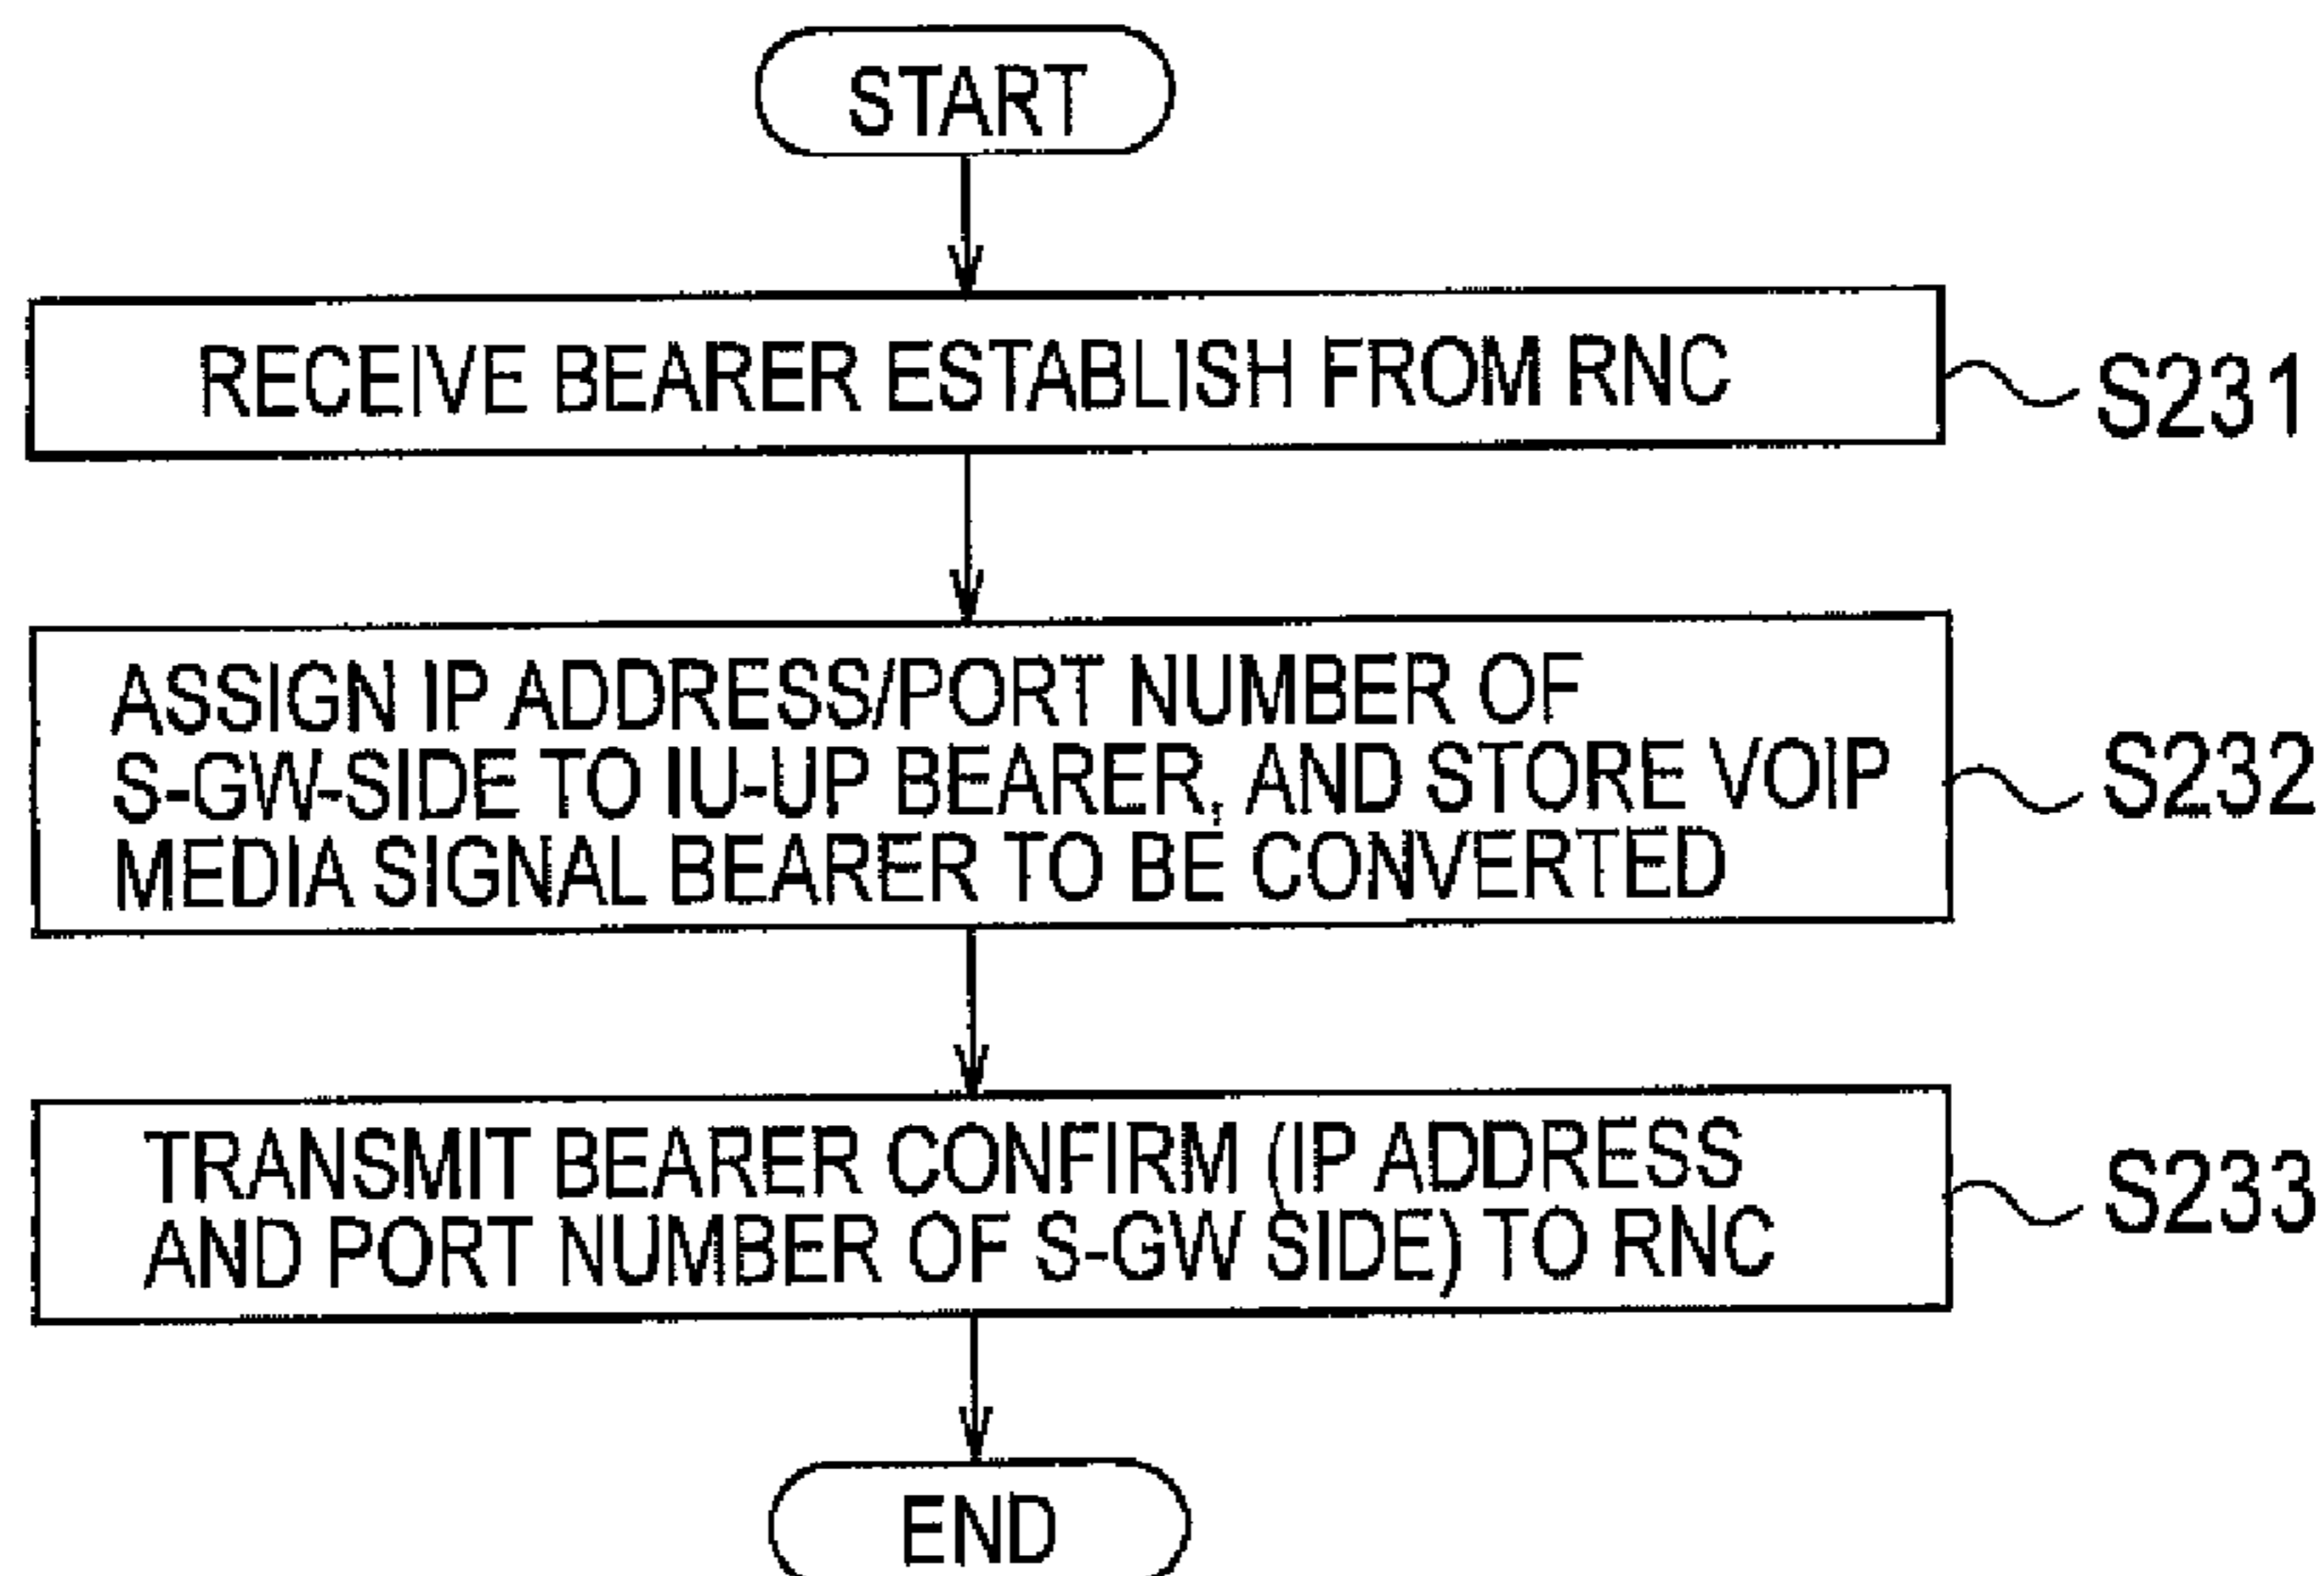 START
RECEIVE BEARER ESTABLISH FROM RNC
S231
ASSIGN IP ADDRESS/PORT NUMBER OF
S-GW-SIDE TO IU-UP BEARER, AND STORE VOIP
MEDIA SIGNAL BEARER TO BE CONVERTED
S232
TRANSMIT BEARER CONFIRM (IP ADDRESS
AND PORT NUMBER OF S-GW SIDE) TO RNC
S233
END